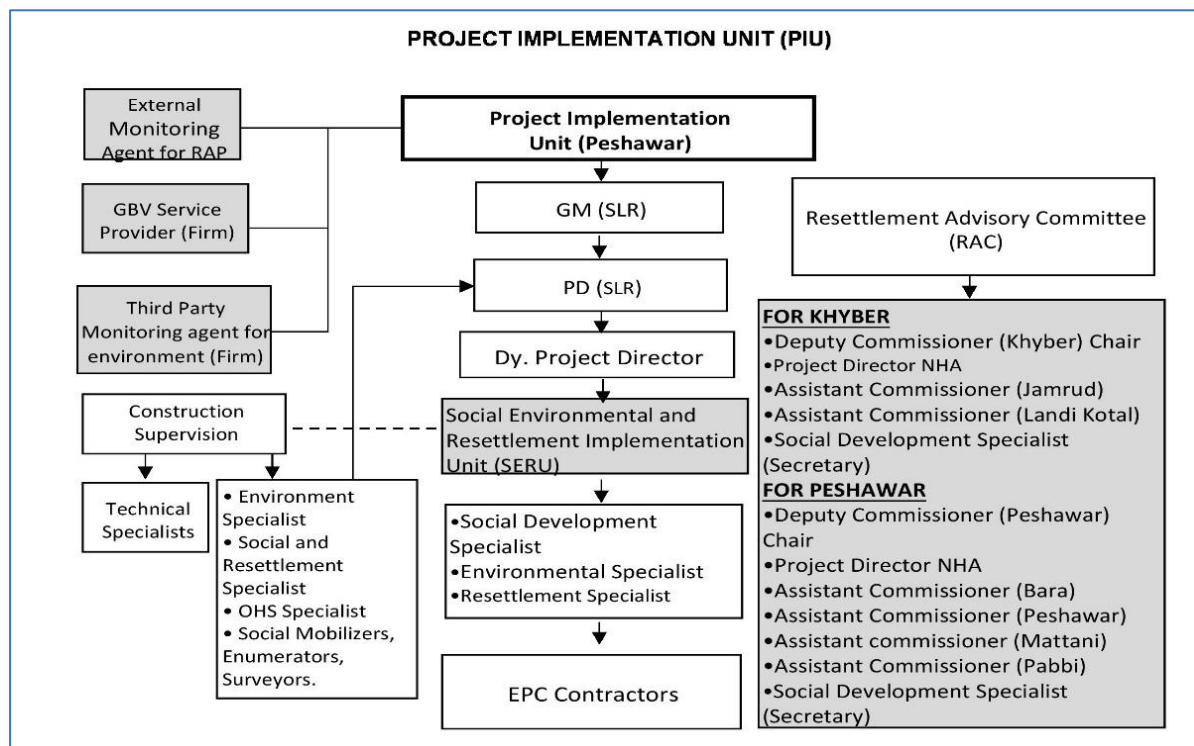 PROJECT IMPLEMENTATION UNIT (PIU)
External
Monitoring
Agent for RAP
GBV Service
Provider (Firm)
Third Party
Monitoring agent for
environment (Firm)
Construction
Supervision
Technical
Specialists
• Environment
Specialist
• Social and
Resettlement
Specialist
• OHS Specialist
• Social Mobilizers,
Enumerators,
Surveyors.
Project Implementation
Unit (Peshawar)
GM (SLR)
PD (SLR)
Dy. Project Director
Social Environmental and
Resettlement Implementation
Unit (SERU)
•Social Development
Specialist
•Environmental Specialist
•Resettlement Specialist
EPC Contractors
Resettlement Advisory Committee
(RAC)
FOR KHYBER
•Deputy Commissioner (Khyber) Chair
•Project Director NHA
•Assistant Commissioner (Jamrud)
•Assistant Commissioner (Landi Kotal)
•Social Development Specialist
(Secretary)
FOR PESHAWAR
•Deputy Commissioner (Peshawar)
Chair
•Project Director NHA
•Assistant Commissioner (Bara)
•Assistant Commissioner (Peshawar)
•Assistant commissioner (Mattani)
•Assistant Commissioner (Pabbi)
•Social Development Specialist
(Secretary)